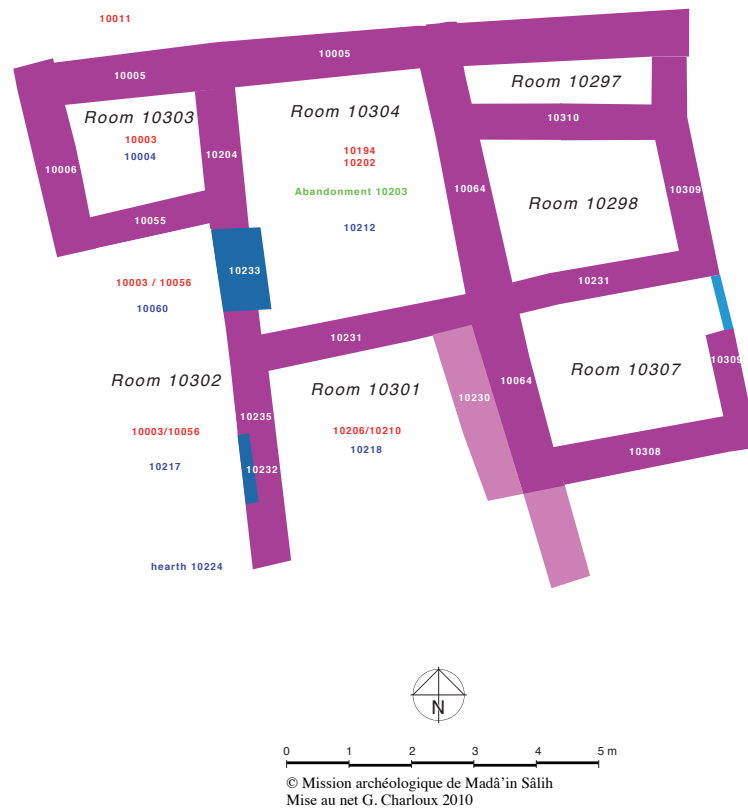 10011
10005
10005
Room 10303
10003
10004
10006
10204
10055
Room 10304
10194
10202
Abandonment 10203
10212
10064
Room 10297
10310
Room 10298
10309
10233
10003 / 10056
10060
10231
10231
Room 10302
10003/10056
10217
10235
10232
hearth 10224
Room 10301
10206/10210
10218
10230
10064
Room 10307
10309
10308
N
0 1 2 3 4 5 m
© Mission archéologique de Madâ'in Sâlih
Mise au net G. Charloux 2010